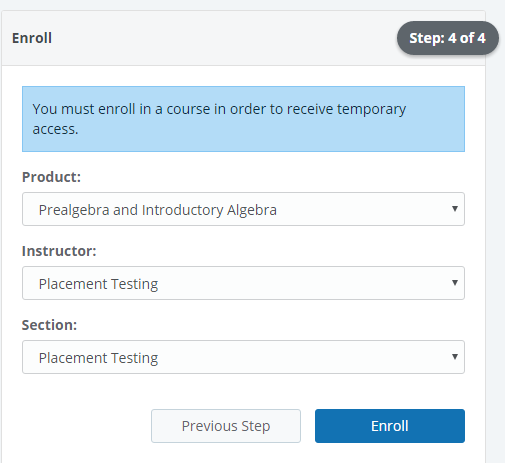 Enroll
Step: 4 of 4
You must enroll in a course in order to receive temporary
access.
Product:
Prealgebra and Introductory Algebra
Instructor:
Placement Testing
Section:
Placement Testing
Previous Step
Enroll